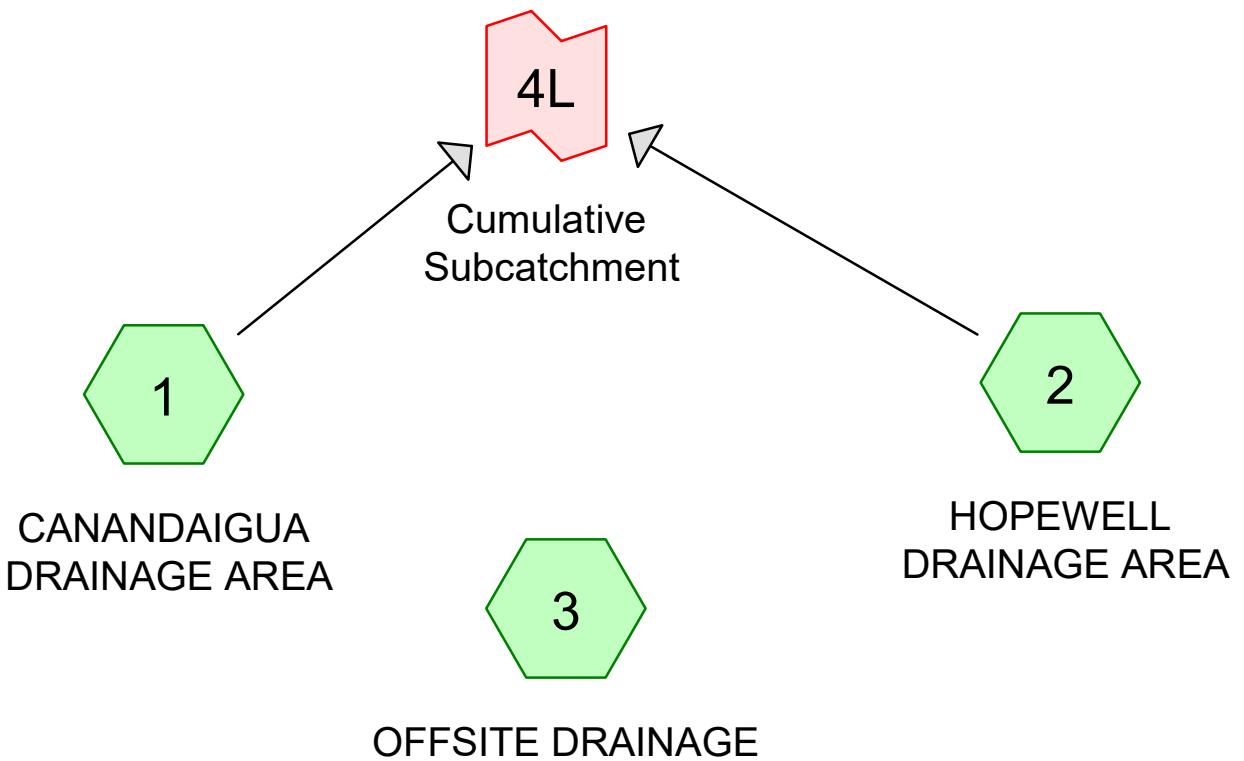 4L
Cumulative
Subcatchment
1
CANANDAIGUA
DRAINAGE AREA
2
HOPEWELL
DRAINAGE AREA
3
OFFSITE DRAINAGE